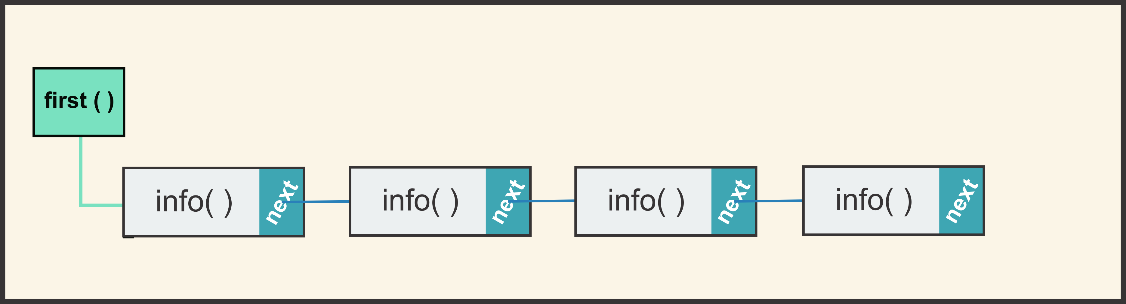 first ( )
info( ) next info( ) next info( ) next info( ) next